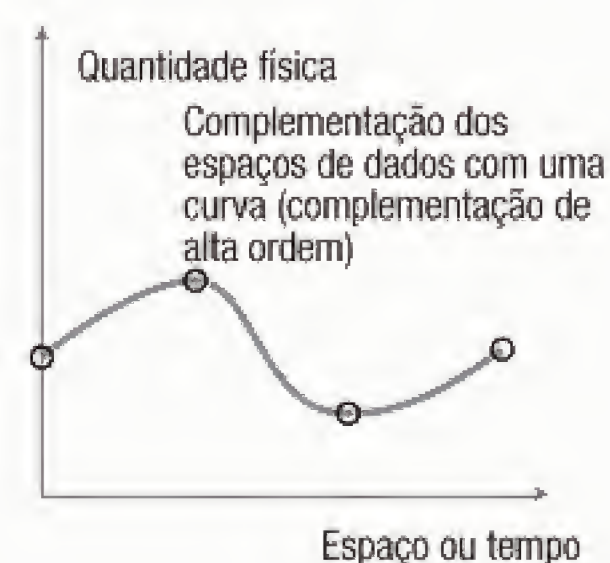 Quantidade física
Complementação dos
espaços de dados com uma
curva (complementação de
alta ordem)
Espaço ou tempo